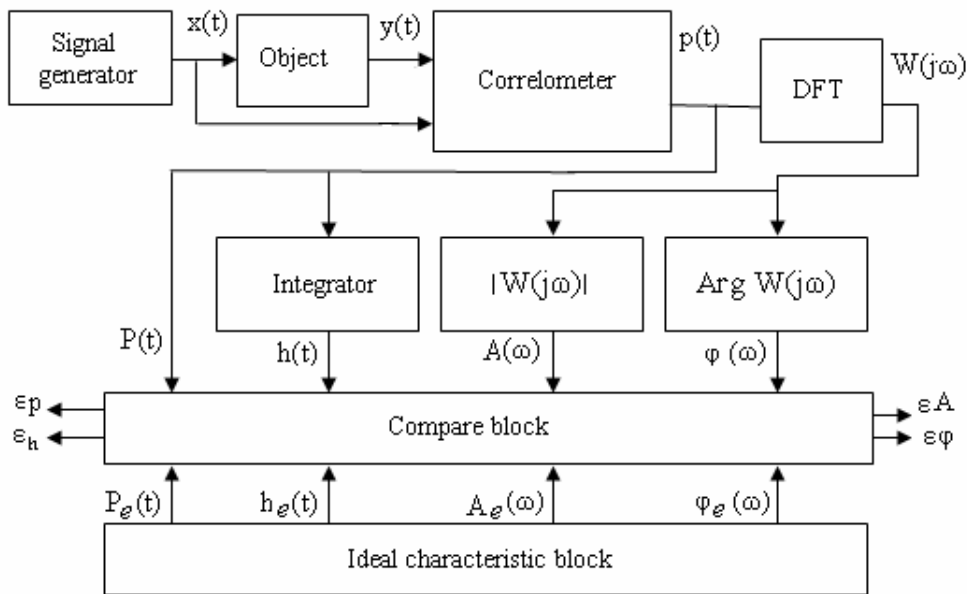 x(t)
y(t)
p(t)
W(jω)
Signal
generator
Object
Correlometer
DFT
Integrator
|W(jω)|
Arg W(jω)
P(t)
h(t)
A(ω)
φ (ω)
εp
εh
Compare block
εA
εφ
Pe(t)
he(t)
Ae(ω)
φe(ω)
Ideal characteristic block